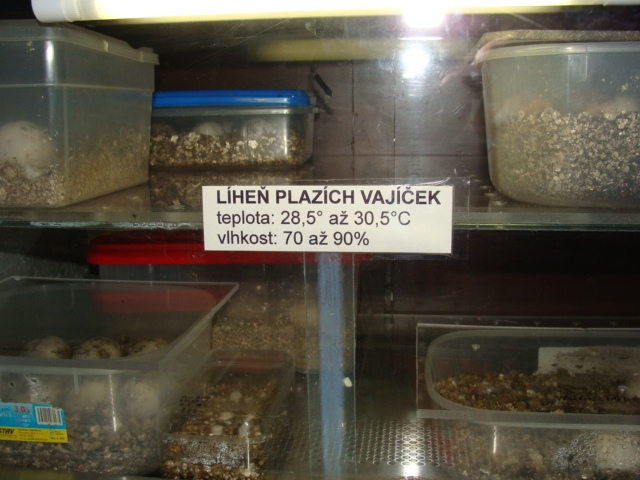 LÍHEŇ PLAZÍCH VAJÍČEK
teplota: 28,5° až 30,5°C
vlhkost: 70 až 90%